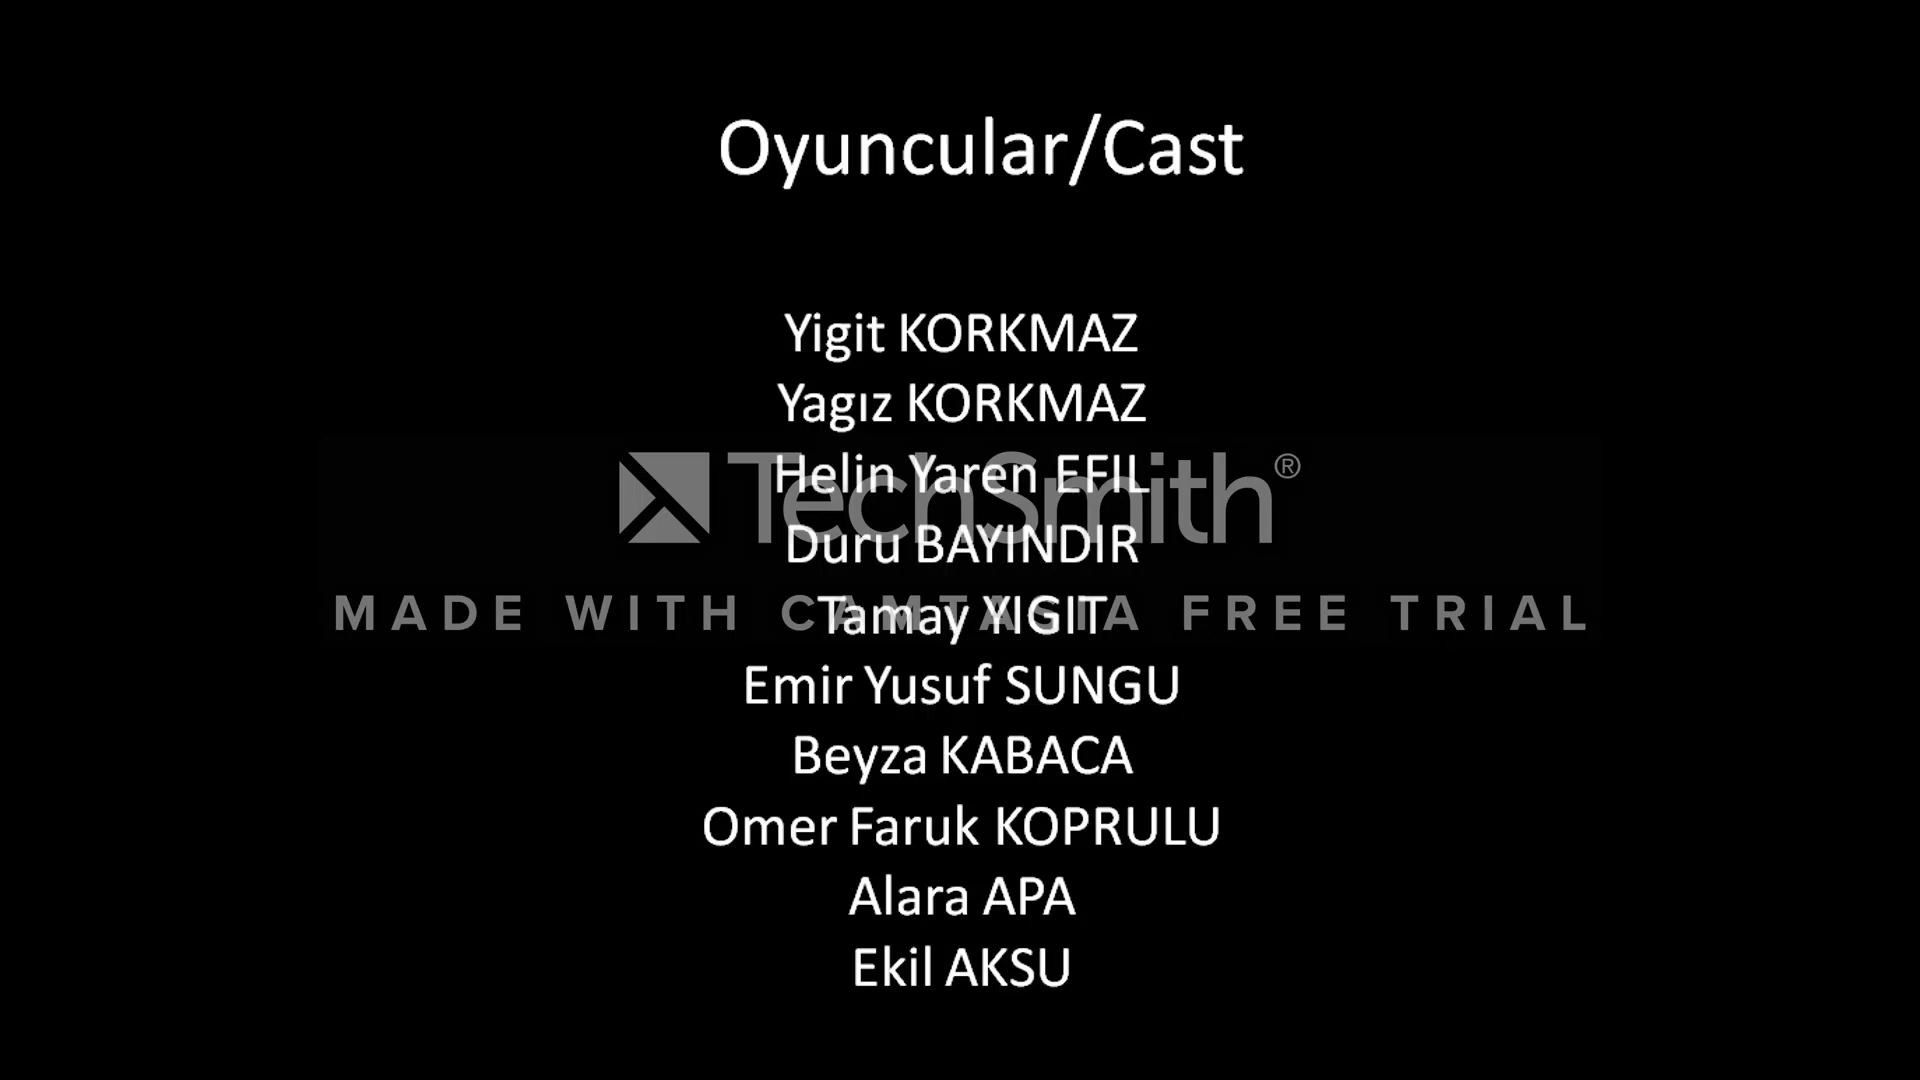 Oyuncular/Cast
Yigit KORKMAZ
Yagız KORKMAZ
Helin Yaren EFIL
TechSmith®
Duru BAYINDIR
MADE WITH CAMTASIA FREE TRIAL
Tamay YIGIT
Emir Yusuf SUNGU
Beyza KABACA
Omer Faruk KOPRULU
Alara APA
Ekil AKSU